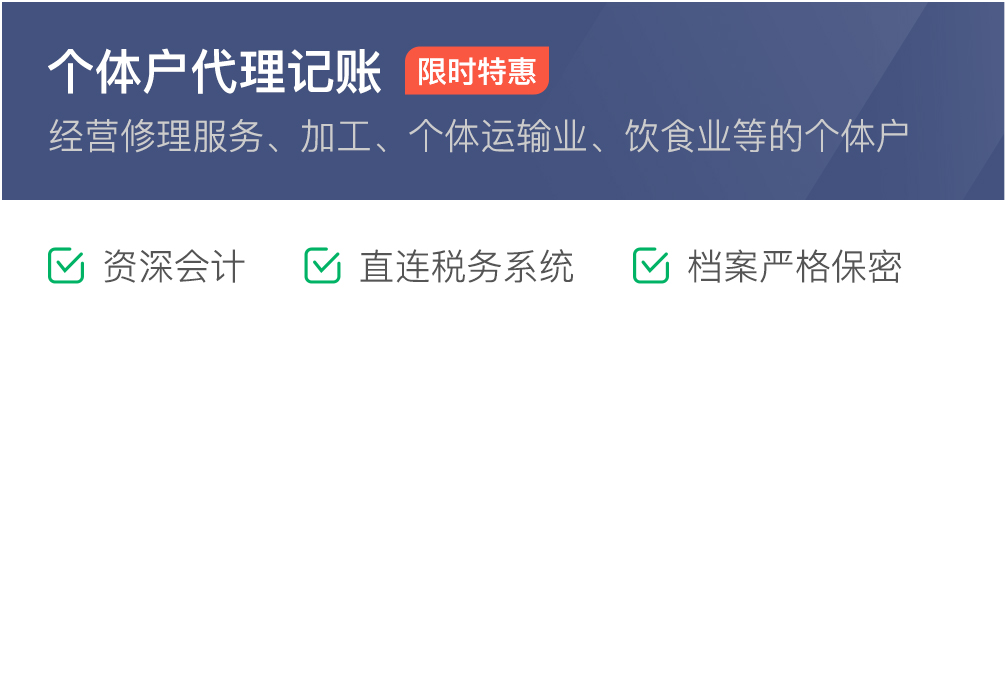 个体户代理记账 限时特惠
经营修理服务、加工、个体运输业、饮食业等的个体户
资深会计 直连税务系统 档案严格保密